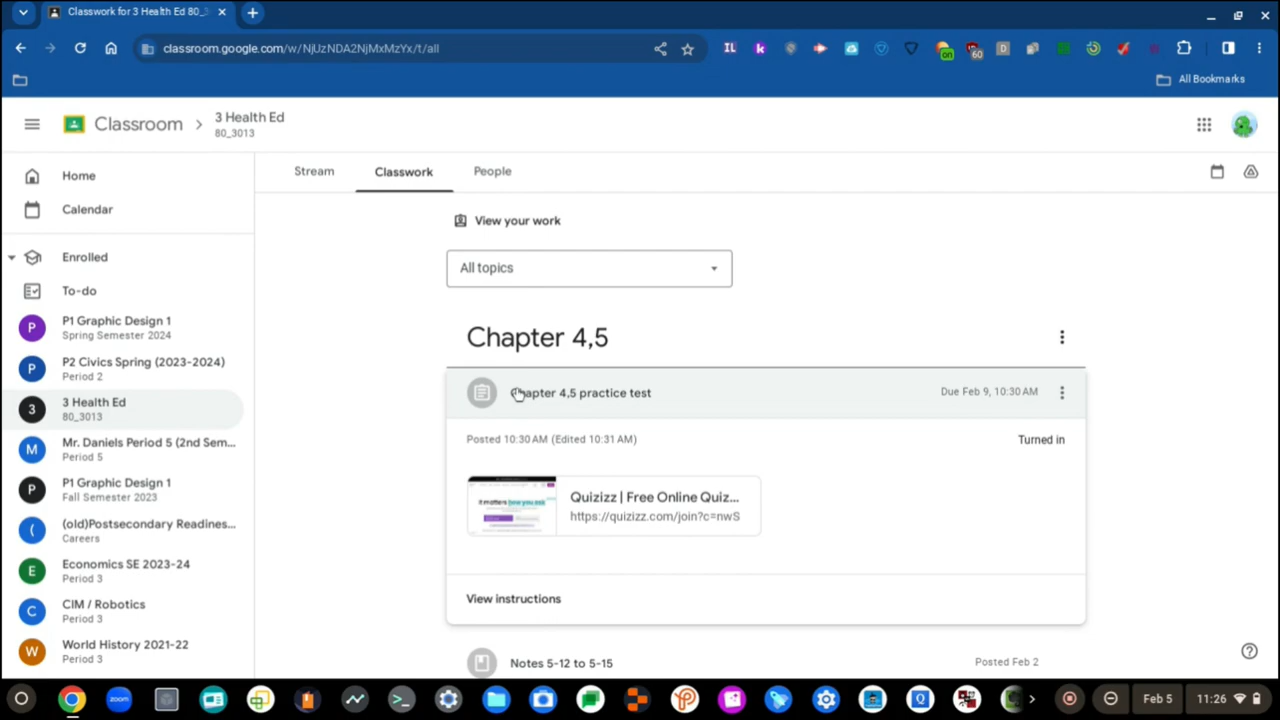 Classwork for 3 Health Ed 80_3
classroom.google.com/w/NjUzNDA2NjMxMzYx/t/all
IL
k
on
60
D
All Bookmarks
Classroom
3 Health Ed
80_3013
Home
Calendar
Enrolled
To-do
P
P1 Graphic Design 1
Spring Semester 2024
P
P2 Civics Spring (2023-2024)
Period 2
3
3 Health Ed
80_3013
M
Mr. Daniels Period 5 (2nd Sem...
Period 5
P
P1 Graphic Design 1
Fall Semester 2023
(
(old)Postsecondary Readines...
Careers
E
Economics SE 2023-24
Period 3
C
CIM / Robotics
Period 3
W
World History 2021-22
Period 3
Stream
Classwork
People
View your work
All topics
Chapter 4,5
Chapter 4,5 practice test
Due Feb 9, 10:30 AM
Posted 10:30 AM (Edited 10:31 AM)
Turned in
Quizizz | Free Online Quiz...
https://quizizz.com/join?c=nwS
View instructions
Notes 5-12 to 5-15
Posted Feb 2
zoom
Feb 5
11:26